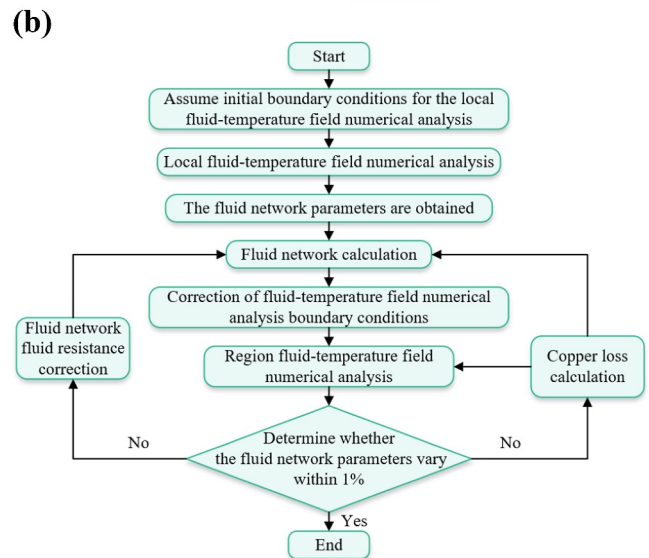 (b)
Start
Assume initial boundary conditions for the local
fluid-temperature field numerical analysis
Local fluid-temperature field numerical analysis
The fluid network parameters are obtained
Fluid network calculation
Correction of fluid-temperature field numerical
analysis boundary conditions
Fluid network
fluid resistance
correction
Region fluid-temperature field
numerical analysis
Copper loss
calculation
No
Determine whether
the fluid network parameters vary
within 1%
No
Yes
End